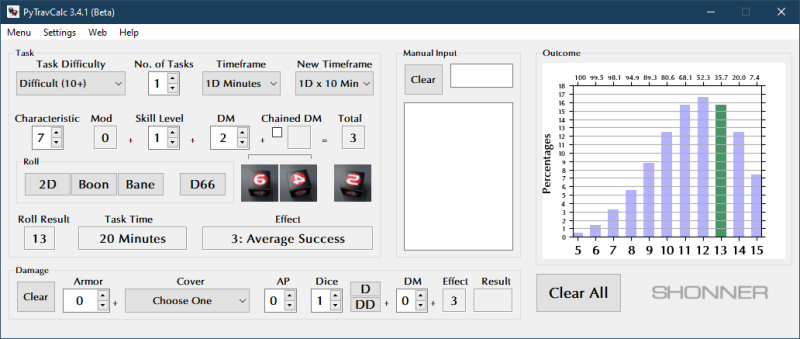 PyTravCalc 3.4.1 (Beta)
Menu Settings Web Help
Task
Task Difficulty No. of Tasks Timeframe New Timeframe
Difficult (10+) 1 1D Minutes 1D x 10 Min
Characteristic Mod Skill Level DM Chained DM Total
7 0 + 1 + 2 + = 3
Roll
2D Boon Bane D66
6 4 2
Roll Result Task Time Effect
13 20 Minutes 3: Average Success
Manual Input
Clear
Outcome
100 99.5 98.1 94.9 89.3 80.6 68.1 52.3 35.7 20.0 7.4
Percentages
18
17
16
15
14
13
12
11
10
9
8
7
6
5
4
3
2
1
0
5 6 7 8 9 10 11 12 13 14 15
Damage
Armor Cover AP Dice DM Effect Result
Clear 0 + Choose One 0 1 D DD + 0 + 3
Clear All
SHONNER